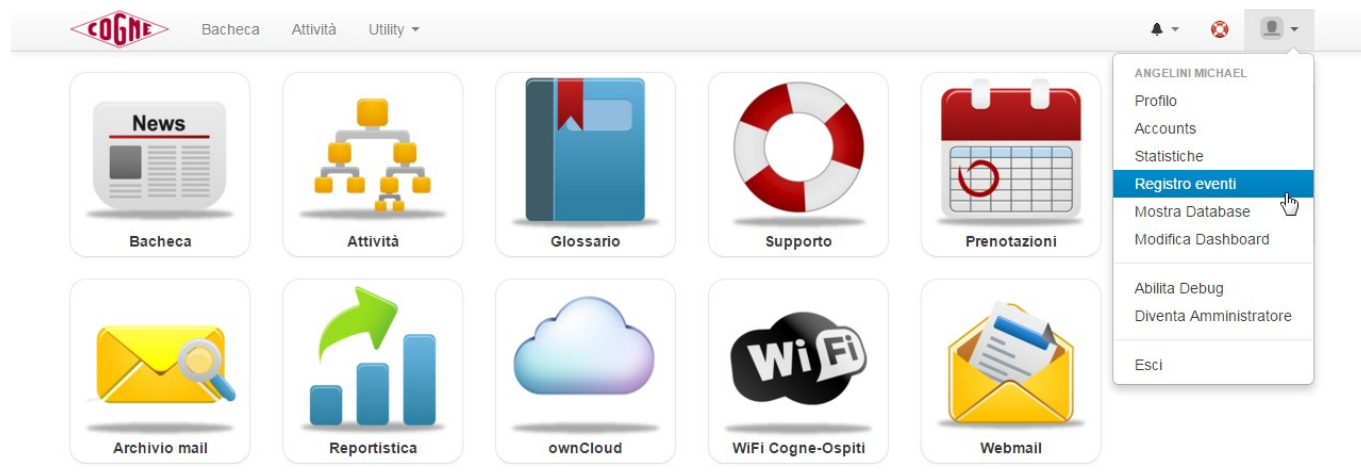 COGNE
Bacheca
Attività
Utility
ANGELINI MICHAEL
Profilo
Accounts
Statistiche
Registro eventi
Mostra Database
Modifica Dashboard
Abilita Debug
Diventa Amministratore
Esci
News
Bacheca
Attività
Glossario
Supporto
Prenotazioni
WiFi
Archivio mail
Reportistica
ownCloud
WiFi Cogne-Ospiti
Webmail